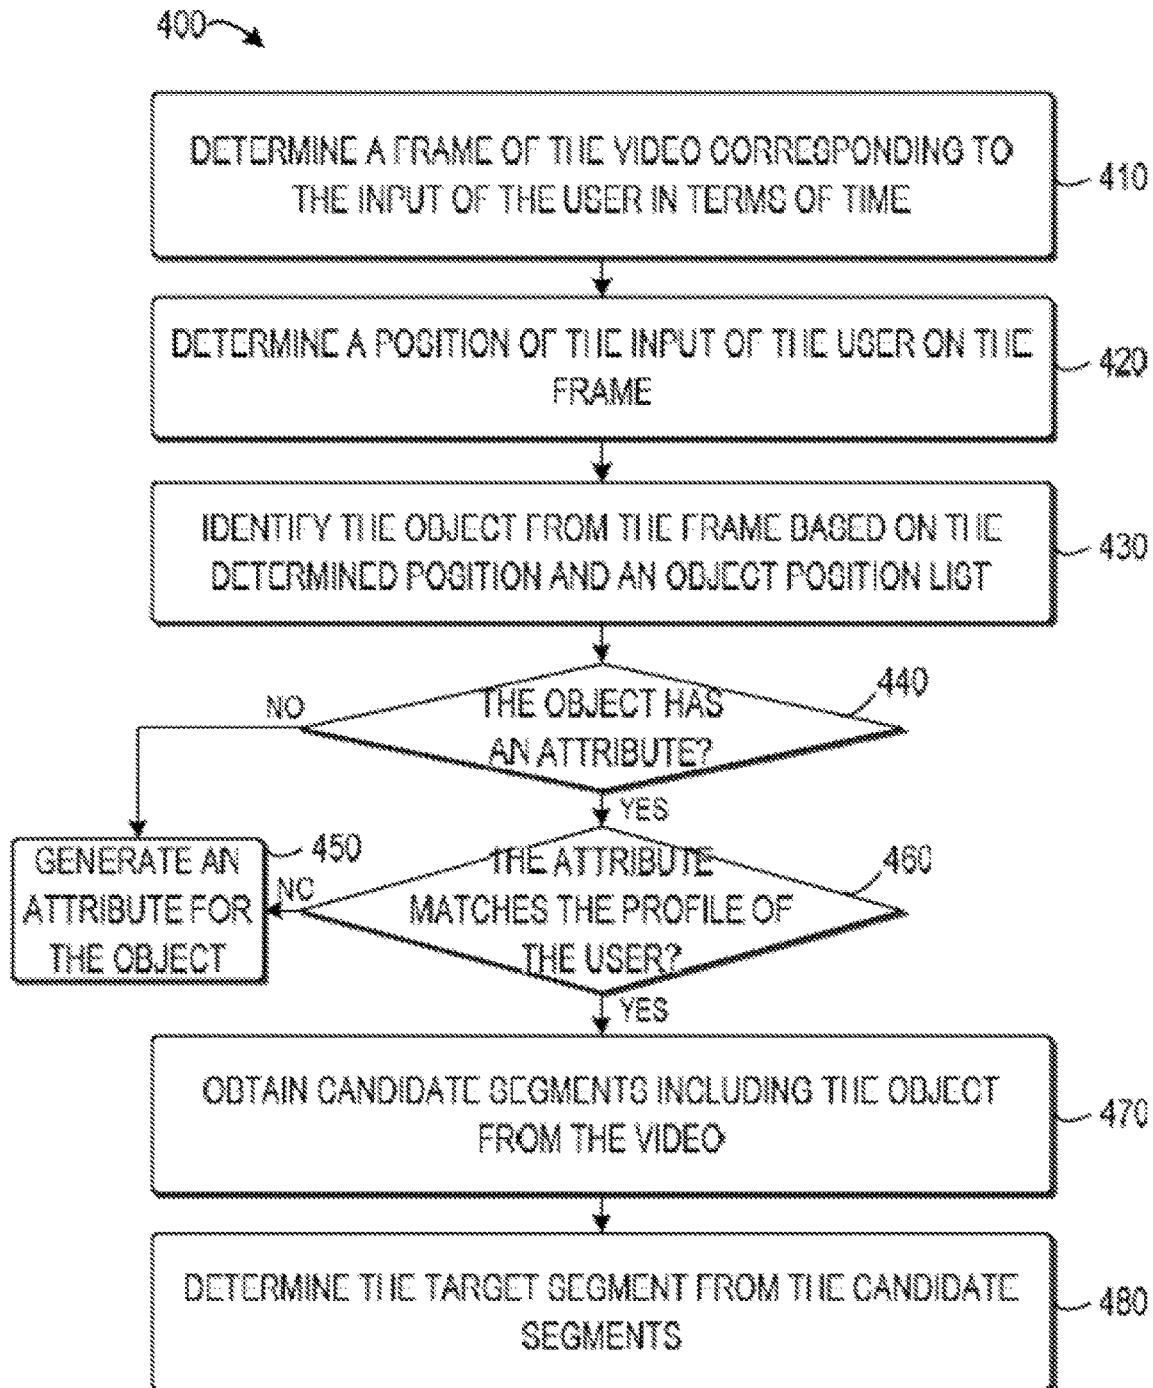 400
DETERMINE A FRAME OF THE VIDEO CORRESPONDING TO
THE INPUT OF THE USER IN TERMS OF TIME
410
DETERMINE A POSITION OF THE INPUT OF THE USER ON THE
FRAME
420
IDENTIFY THE OBJECT FROM THE FRAME BASED ON THE
DETERMINED POSITION AND AN OBJECT POSITION LIST
430
THE OBJECT HAS
AN ATTRIBUTE?
440
NO
YES
GENERATE AN
ATTRIBUTE FOR
THE OBJECT
450
NO
THE ATTRIBUTE
MATCHES THE PROFILE OF
THE USER?
460
YES
OBTAIN CANDIDATE SEGMENTS INCLUDING THE OBJECT
FROM THE VIDEO
470
DETERMINE THE TARGET SEGMENT FROM THE CANDIDATE
SEGMENTS
480